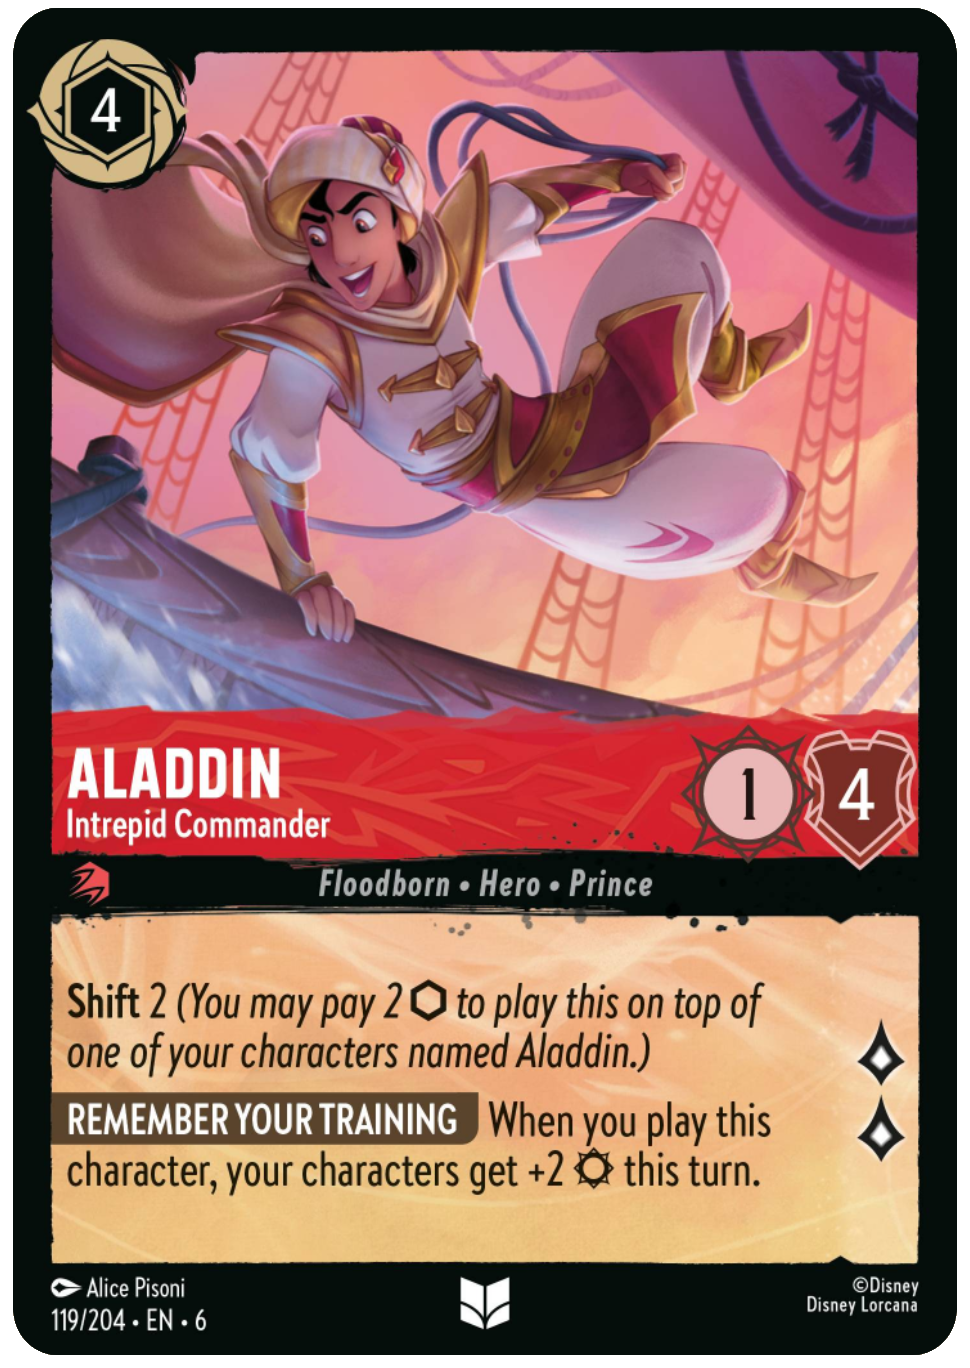 4
ALADDIN
Intrepid Commander
1
4
Floodborn • Hero • Prince
Shift 2 (You may pay 2 ⬡ to play this on top of
one of your characters named Aladdin.)
REMEMBER YOUR TRAINING When you play this
character, your characters get +2 this turn.
Alice Pisoni
119/204 • EN • 6
©Disney
Disney Lorcana